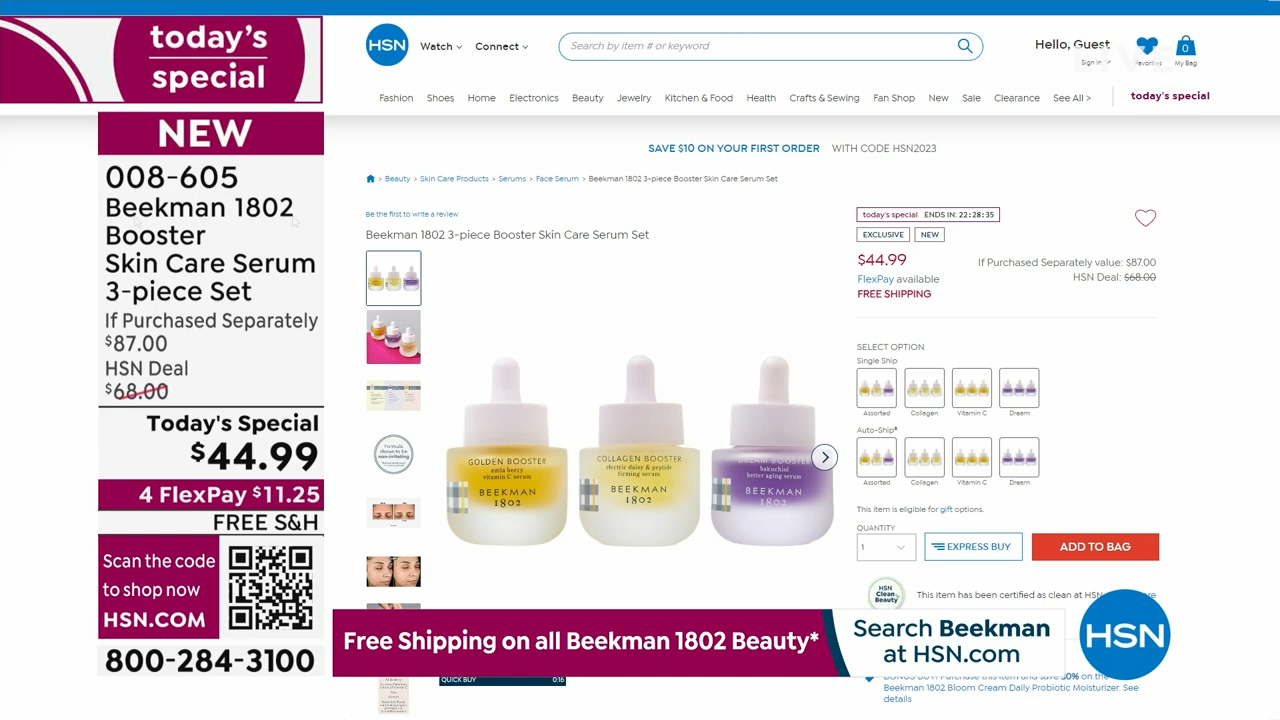 today's
special
NEW
008-605
Beekman 1802
Booster
Skin Care Serum
3-piece Set
If Purchased Separately
$87.00
HSN Deal
$68.00
Today's Special
$44.99
4 FlexPay $11.25
FREE S&H
Scan the code
to shop now
HSN.COM
800-284-3100
HSN
Watch
Connect
Search by item # or keyword
Hello, Guest
Sign In
Favorites
0
My Bag
Fashion Shoes Home Electronics Beauty Jewelry Kitchen & Food Health Crafts & Sewing Fan Shop New Sale Clearance See All > today's special
SAVE $10 ON YOUR FIRST ORDER WITH CODE HSN2023
> Beauty > Skin Care Products > Serums > Face Serum > Beekman 1802 3-piece Booster Skin Care Serum Set
Be the first to write a review
Beekman 1802 3-piece Booster Skin Care Serum Set
GOLDEN BOOSTER
amla berry
vitamin C serum
BEEKMAN
1802
COLLAGEN BOOSTER
electric daisy & peptide
firming serum
BEEKMAN
1802
DREAM BOOSTER
bakuchiol
better aging serum
BEEKMAN
1802
today's special ENDS IN: 22:28:35
EXCLUSIVE NEW
$44.99
If Purchased Separately value: $87.00
FlexPay available
HSN Deal: $68.00
FREE SHIPPING
SELECT OPTION
Single Ship
Assorted Collagen Vitamin C Dream
Auto-Ship®
Assorted Collagen Vitamin C Dream
This item is eligible for gift options.
QUANTITY
1
EXPRESS BUY
ADD TO BAG
HSN
Clean
Beauty
This item has been certified as clean at HSN.
Free Shipping on all Beekman 1802 Beauty*
Search Beekman
at HSN.com
HSN
QUICK BUY 0:16
BONUS BUY: Purchase this item and save 30% on the
Beekman 1802 Bloom Cream Daily Probiotic Moisturizer. See
details